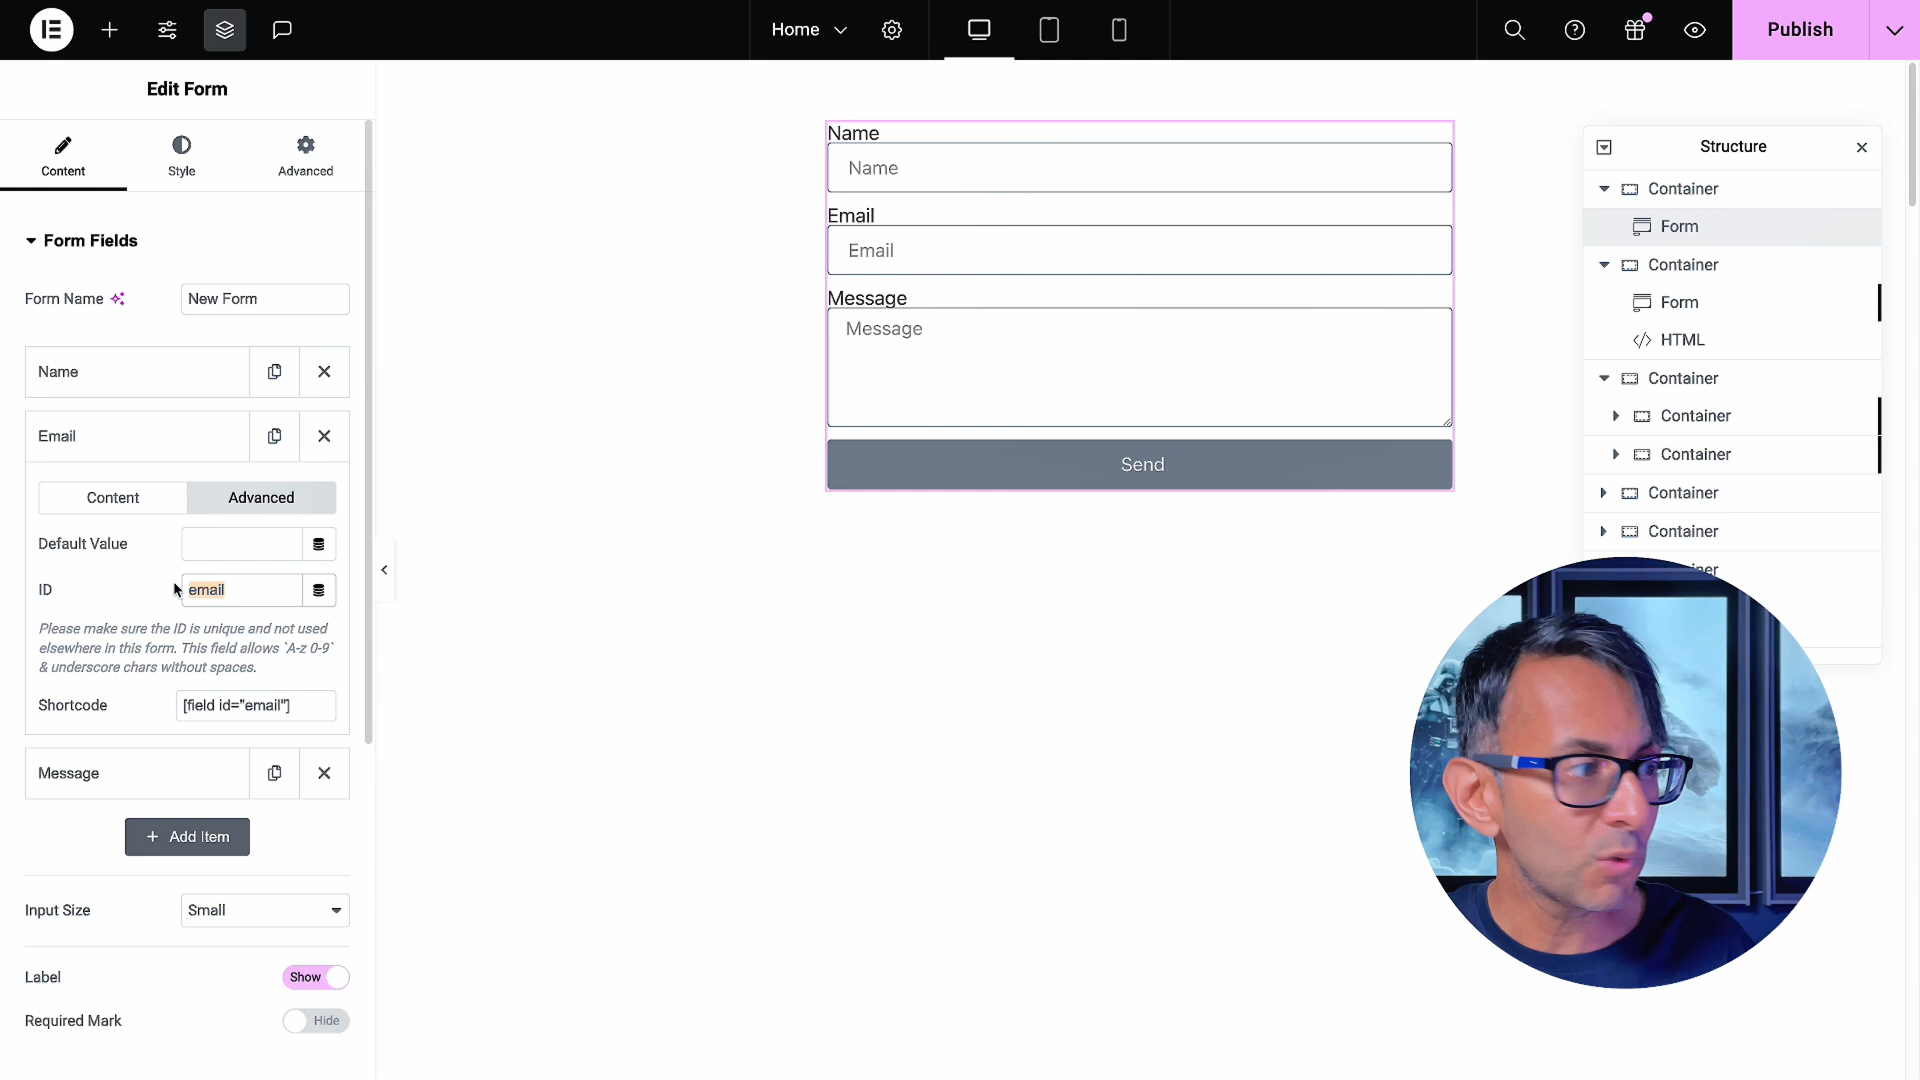 Home
Publish
Edit Form
Content
Style
Advanced
Form Fields
Form Name
New Form
Name
Email
Content
Advanced
Default Value
ID
email
Please make sure the ID is unique and not used
elsewhere in this form. This field allows `A-z 0-9`
& underscore chars without spaces.
Shortcode
[field id="email"]
Message
+ Add Item
Input Size
Small
Label
Show
Required Mark
Hide
Name
Name
Email
Email
Message
Message
Send
Structure
Container
Form
Container
Form
HTML
Container
Container
Container
Container
Container